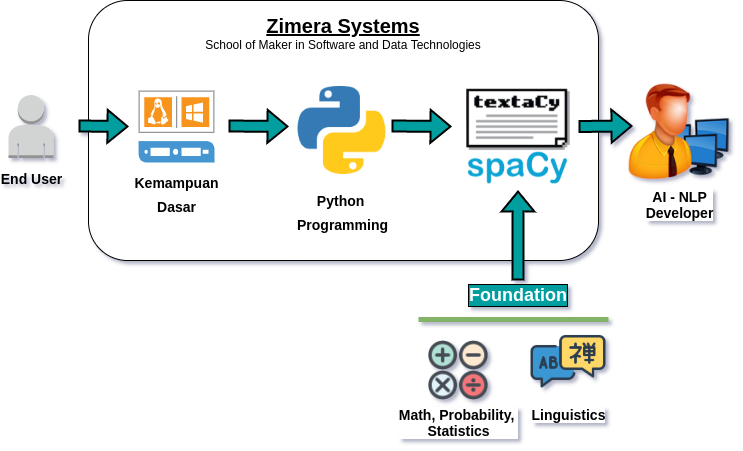 Zimera Systems
School of Maker in Software and Data Technologies
End User
Kemampuan
Dasar
Python
Programming
textaCy
spaCy
AI - NLP
Developer
Foundation
Math, Probability,
Statistics
AB
禅
Linguistics